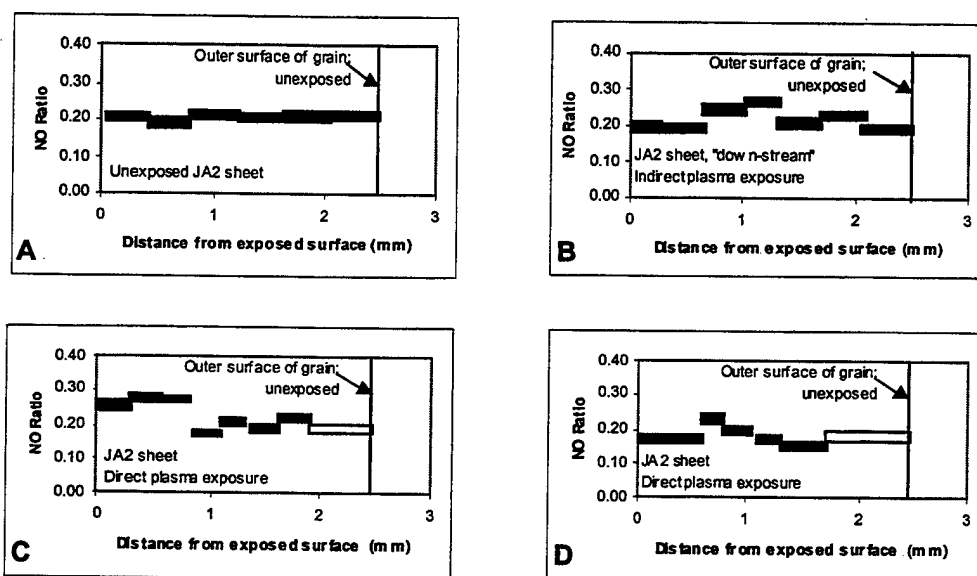 0.40
0.30
0.20
0.10
0.00
NO Ratio
Outer surface of grain;
unexposed
Unexposed JA2 sheet
0 1 2 3
Distance from exposed surface (mm)
A
0.40
0.30
0.20
0.10
0.00
NO Ratio
Outer surface of grain;
unexposed
JA2 sheet, "down-stream"
Indirect plasma exposure
0 1 2 3
Distance from exposed surface (mm)
B
0.40
0.30
0.20
0.10
0.00
NO Ratio
Outer surface of grain;
unexposed
JA2 sheet
Direct plasma exposure
0 1 2 3
Distance from exposed surface (mm)
C
0.40
0.30
0.20
0.10
0.00
NO Ratio
Outer surface of grain;
unexposed
JA2 sheet
Direct plasma exposure
0 1 2 3
Distance from exposed surface (mm)
D